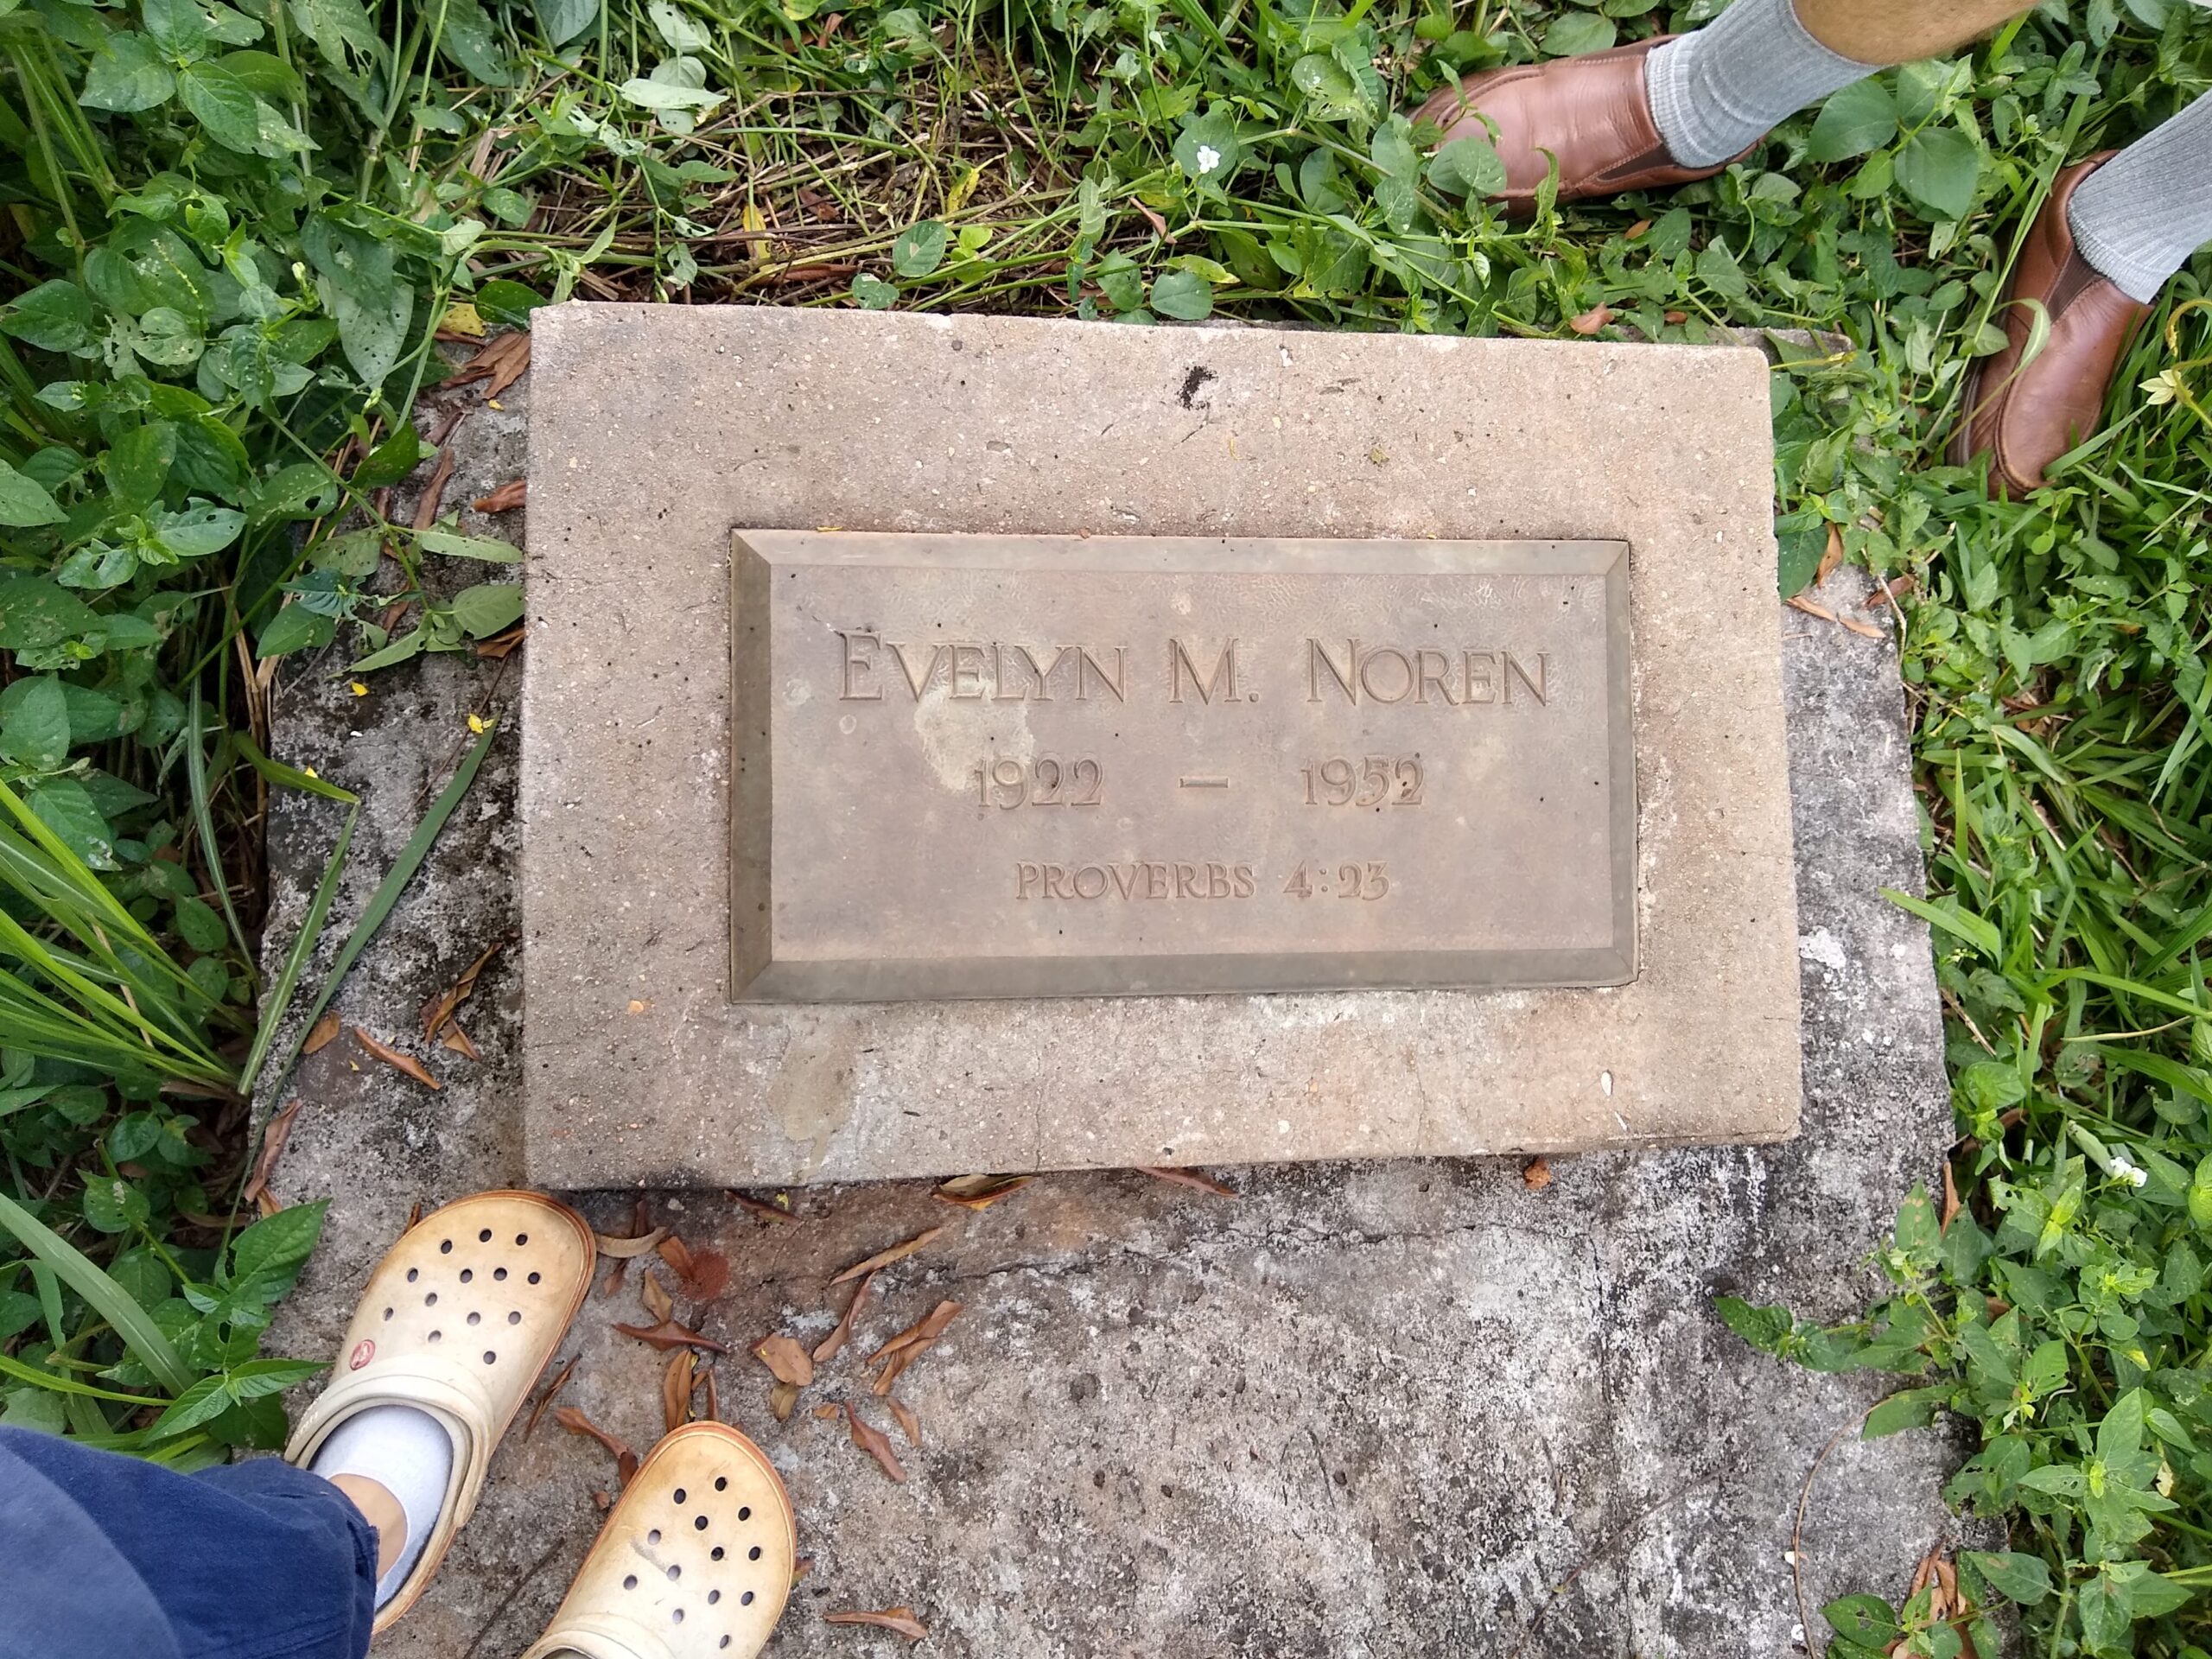 EVELYN M. NOREN
1922 — 1952
PROVERBS 4:23